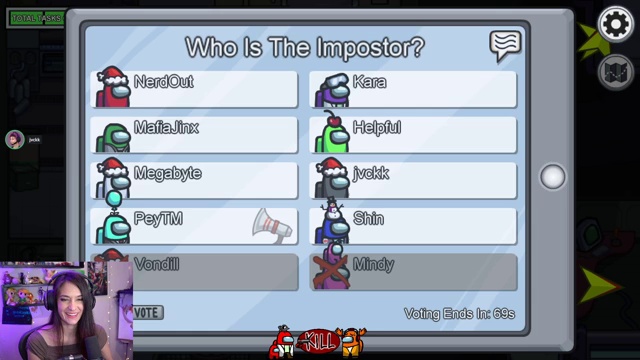 TOTAL TASKS
Who Is The Impostor?
NerdOut
Kara
MafiaJinx
Helpful
jvckk
Megabyte
jvckk
PeyTM
Shin
Vondill
Mindy
VOTE
Voting Ends In: 69s
KILL